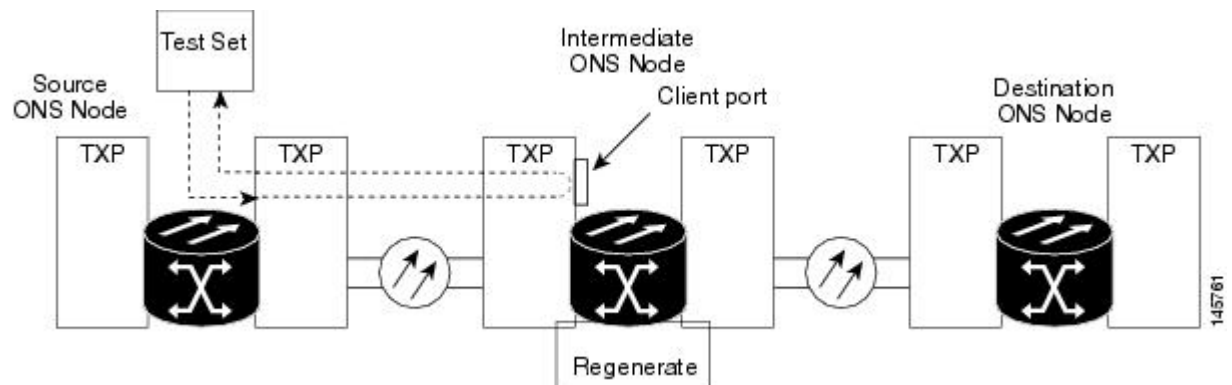 Test Set
Source
ONS Node
Intermediate
ONS Node
Client port
Destination
ONS Node
TXP
TXP
TXP
TXP
TXP
TXP
Regenerate
145761